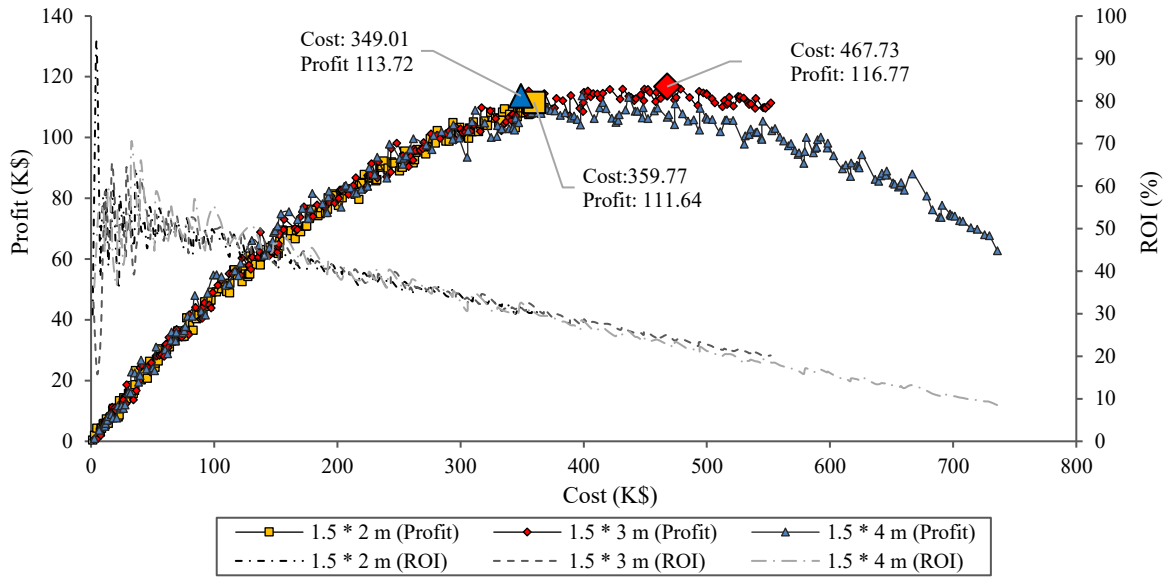 140
120
100
80
60
40
20
0
Profit (K$)
Cost: 349.01
Profit 113.72
Cost: 467.73
Profit: 116.77
Cost:359.77
Profit: 111.64
100
90
80
70
60
50
40
30
20
10
0
ROI (%)
0 100 200 300 400 500 600 700 800
Cost (K$)
1.5 * 2 m (Profit) 1.5 * 3 m (Profit) 1.5 * 4 m (Profit)
1.5 * 2 m (ROI) 1.5 * 3 m (ROI) 1.5 * 4 m (ROI)